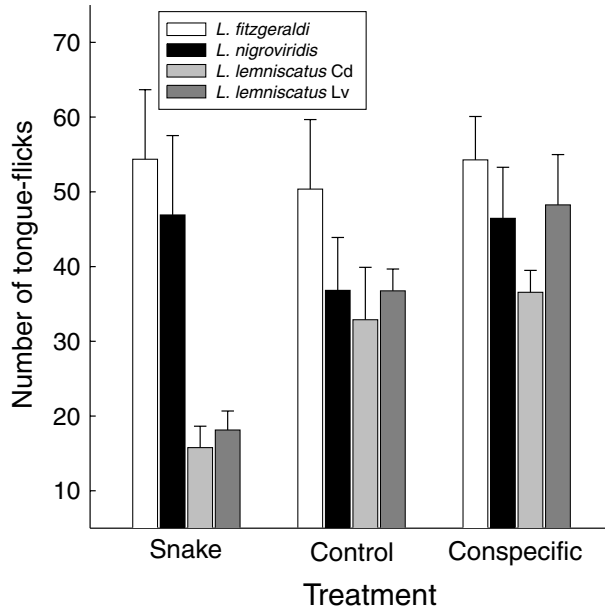 L. fitzgeraldi
L. nigroviridis
L. lemniscatus Cd
L. lemniscatus Lv
Number of tongue-flicks
70
60
50
40
30
20
10
Snake Control Conspecific
Treatment